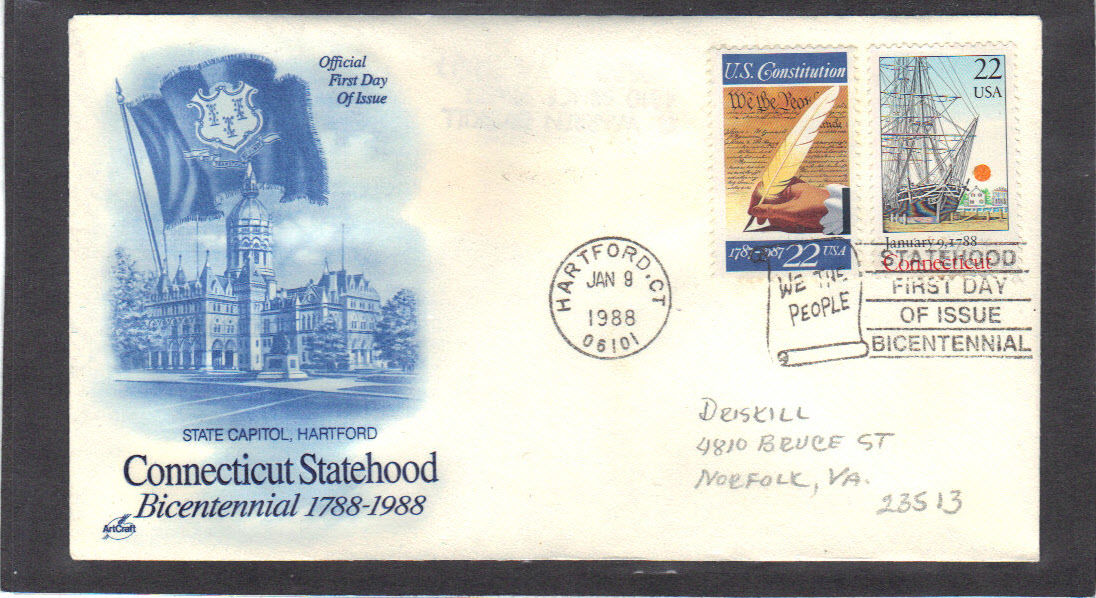 Official
First Day
Of Issue
STATE CAPITOL, HARTFORD
Connecticut Statehood
Bicentennial 1788-1988
ArtCraft
U.S. Constitution
We the People
1787 1987 22 USA
22
USA
January 9, 1788
Connecticut
HARTFORD, CT
JAN 9
1988
06101
WE THE
PEOPLE
STATEHOOD
FIRST DAY
OF ISSUE
BICENTENNIAL
DRISKILL
4810 BRUCE ST
NORFOLK, VA.
23513